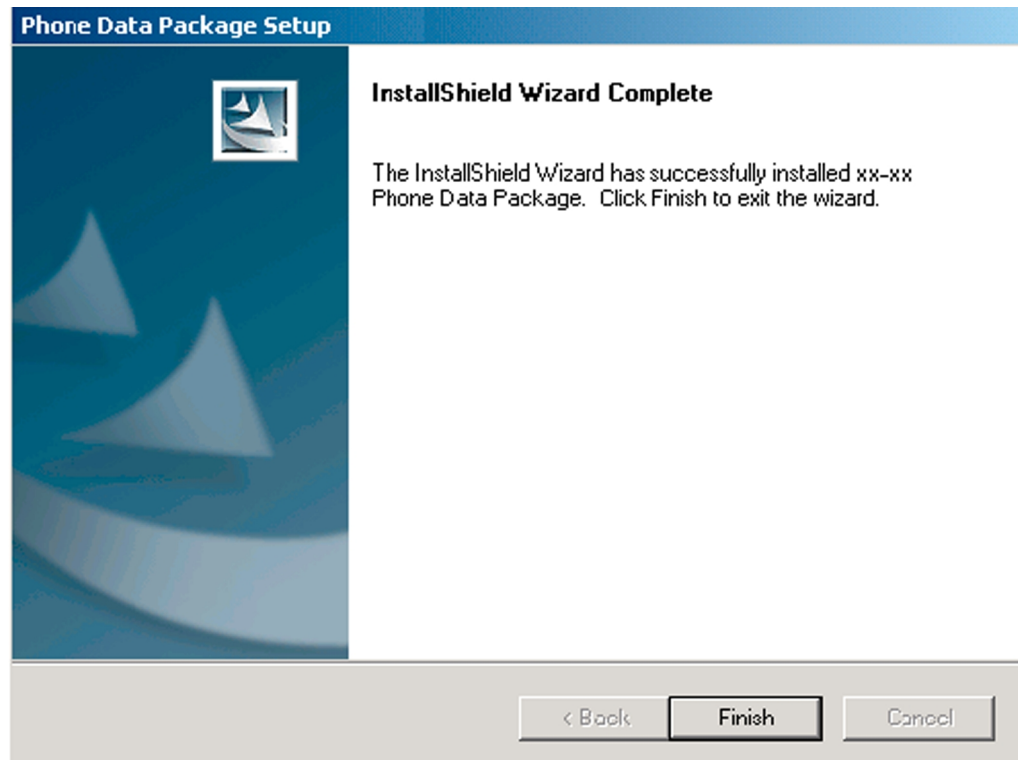 Phone Data Package Setup
InstallShield Wizard Complete
The InstallShield Wizard has successfully installed xx-xx
Phone Data Package. Click Finish to exit the wizard.
< Back
Finish
Cancel